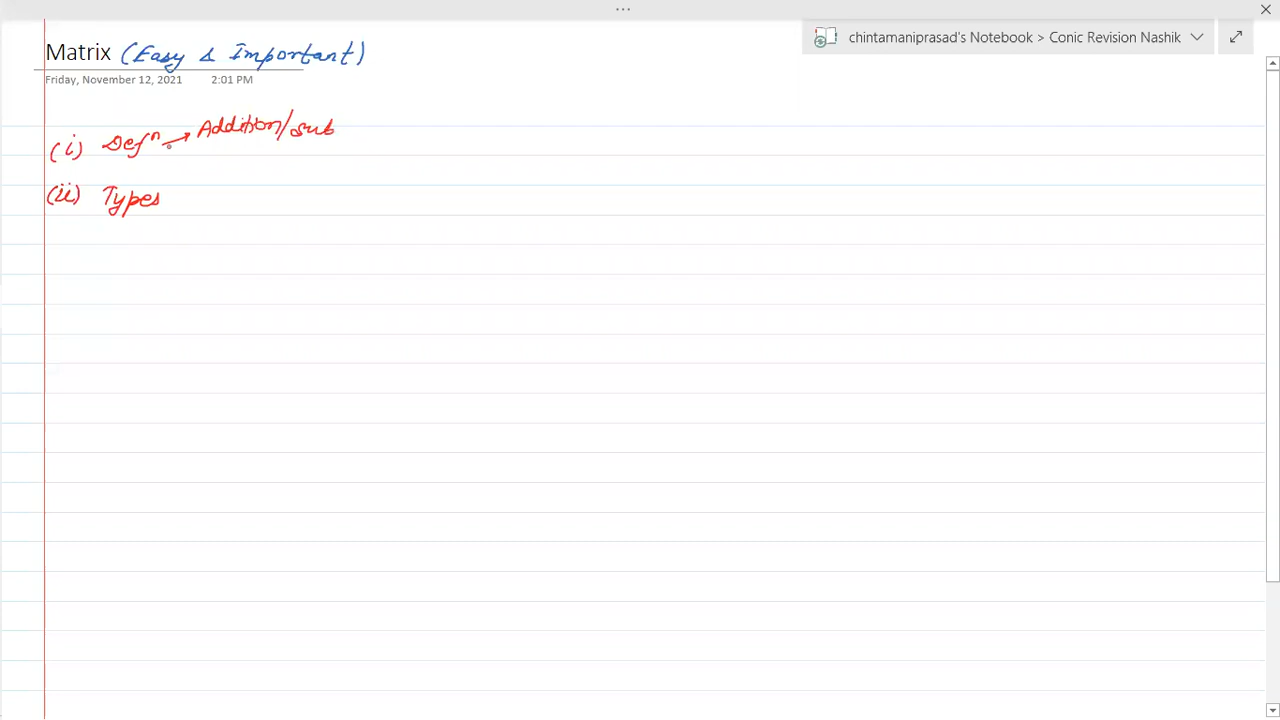 ...
chintamaniprasad's Notebook > Conic Revision Nashik
Matrix (Easy & Important)
Friday, November 12, 2021 2:01 PM
(i) Defⁿ → Addition/Sub
(ii) Types